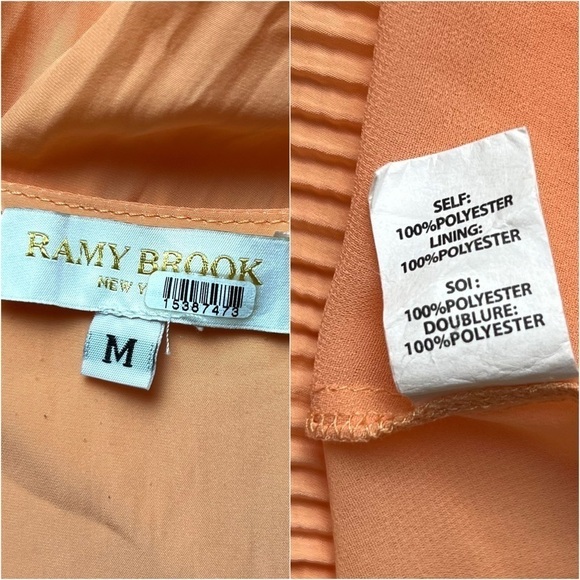 RAMY BROOK
NEW Y
15387473
M
SELF:
100%POLYESTER
LINING:
100%POLYESTER
SOI:
100%POLYESTER
DOUBLURE:
100%POLYESTER